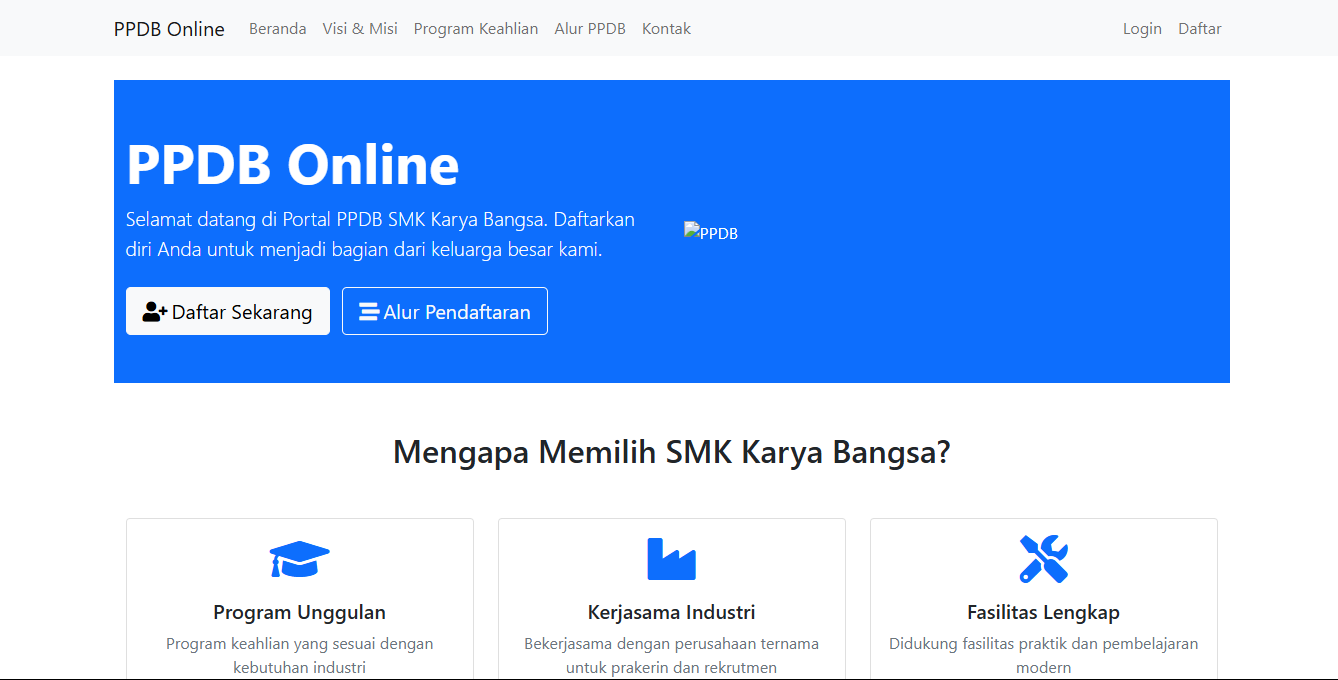 PPDB Online Beranda Visi & Misi Program Keahlian Alur PPDB Kontak Login Daftar
PPDB Online
Selamat datang di Portal PPDB SMK Karya Bangsa. Daftarkan
diri Anda untuk menjadi bagian dari keluarga besar kami.
PPDB
Daftar Sekarang Alur Pendaftaran
Mengapa Memilih SMK Karya Bangsa?
Program Unggulan
Program keahlian yang sesuai dengan
kebutuhan industri
Kerjasama Industri
Bekerjasama dengan perusahaan ternama
untuk prakerin dan rekrutmen
Fasilitas Lengkap
Didukung fasilitas praktik dan pembelajaran
modern